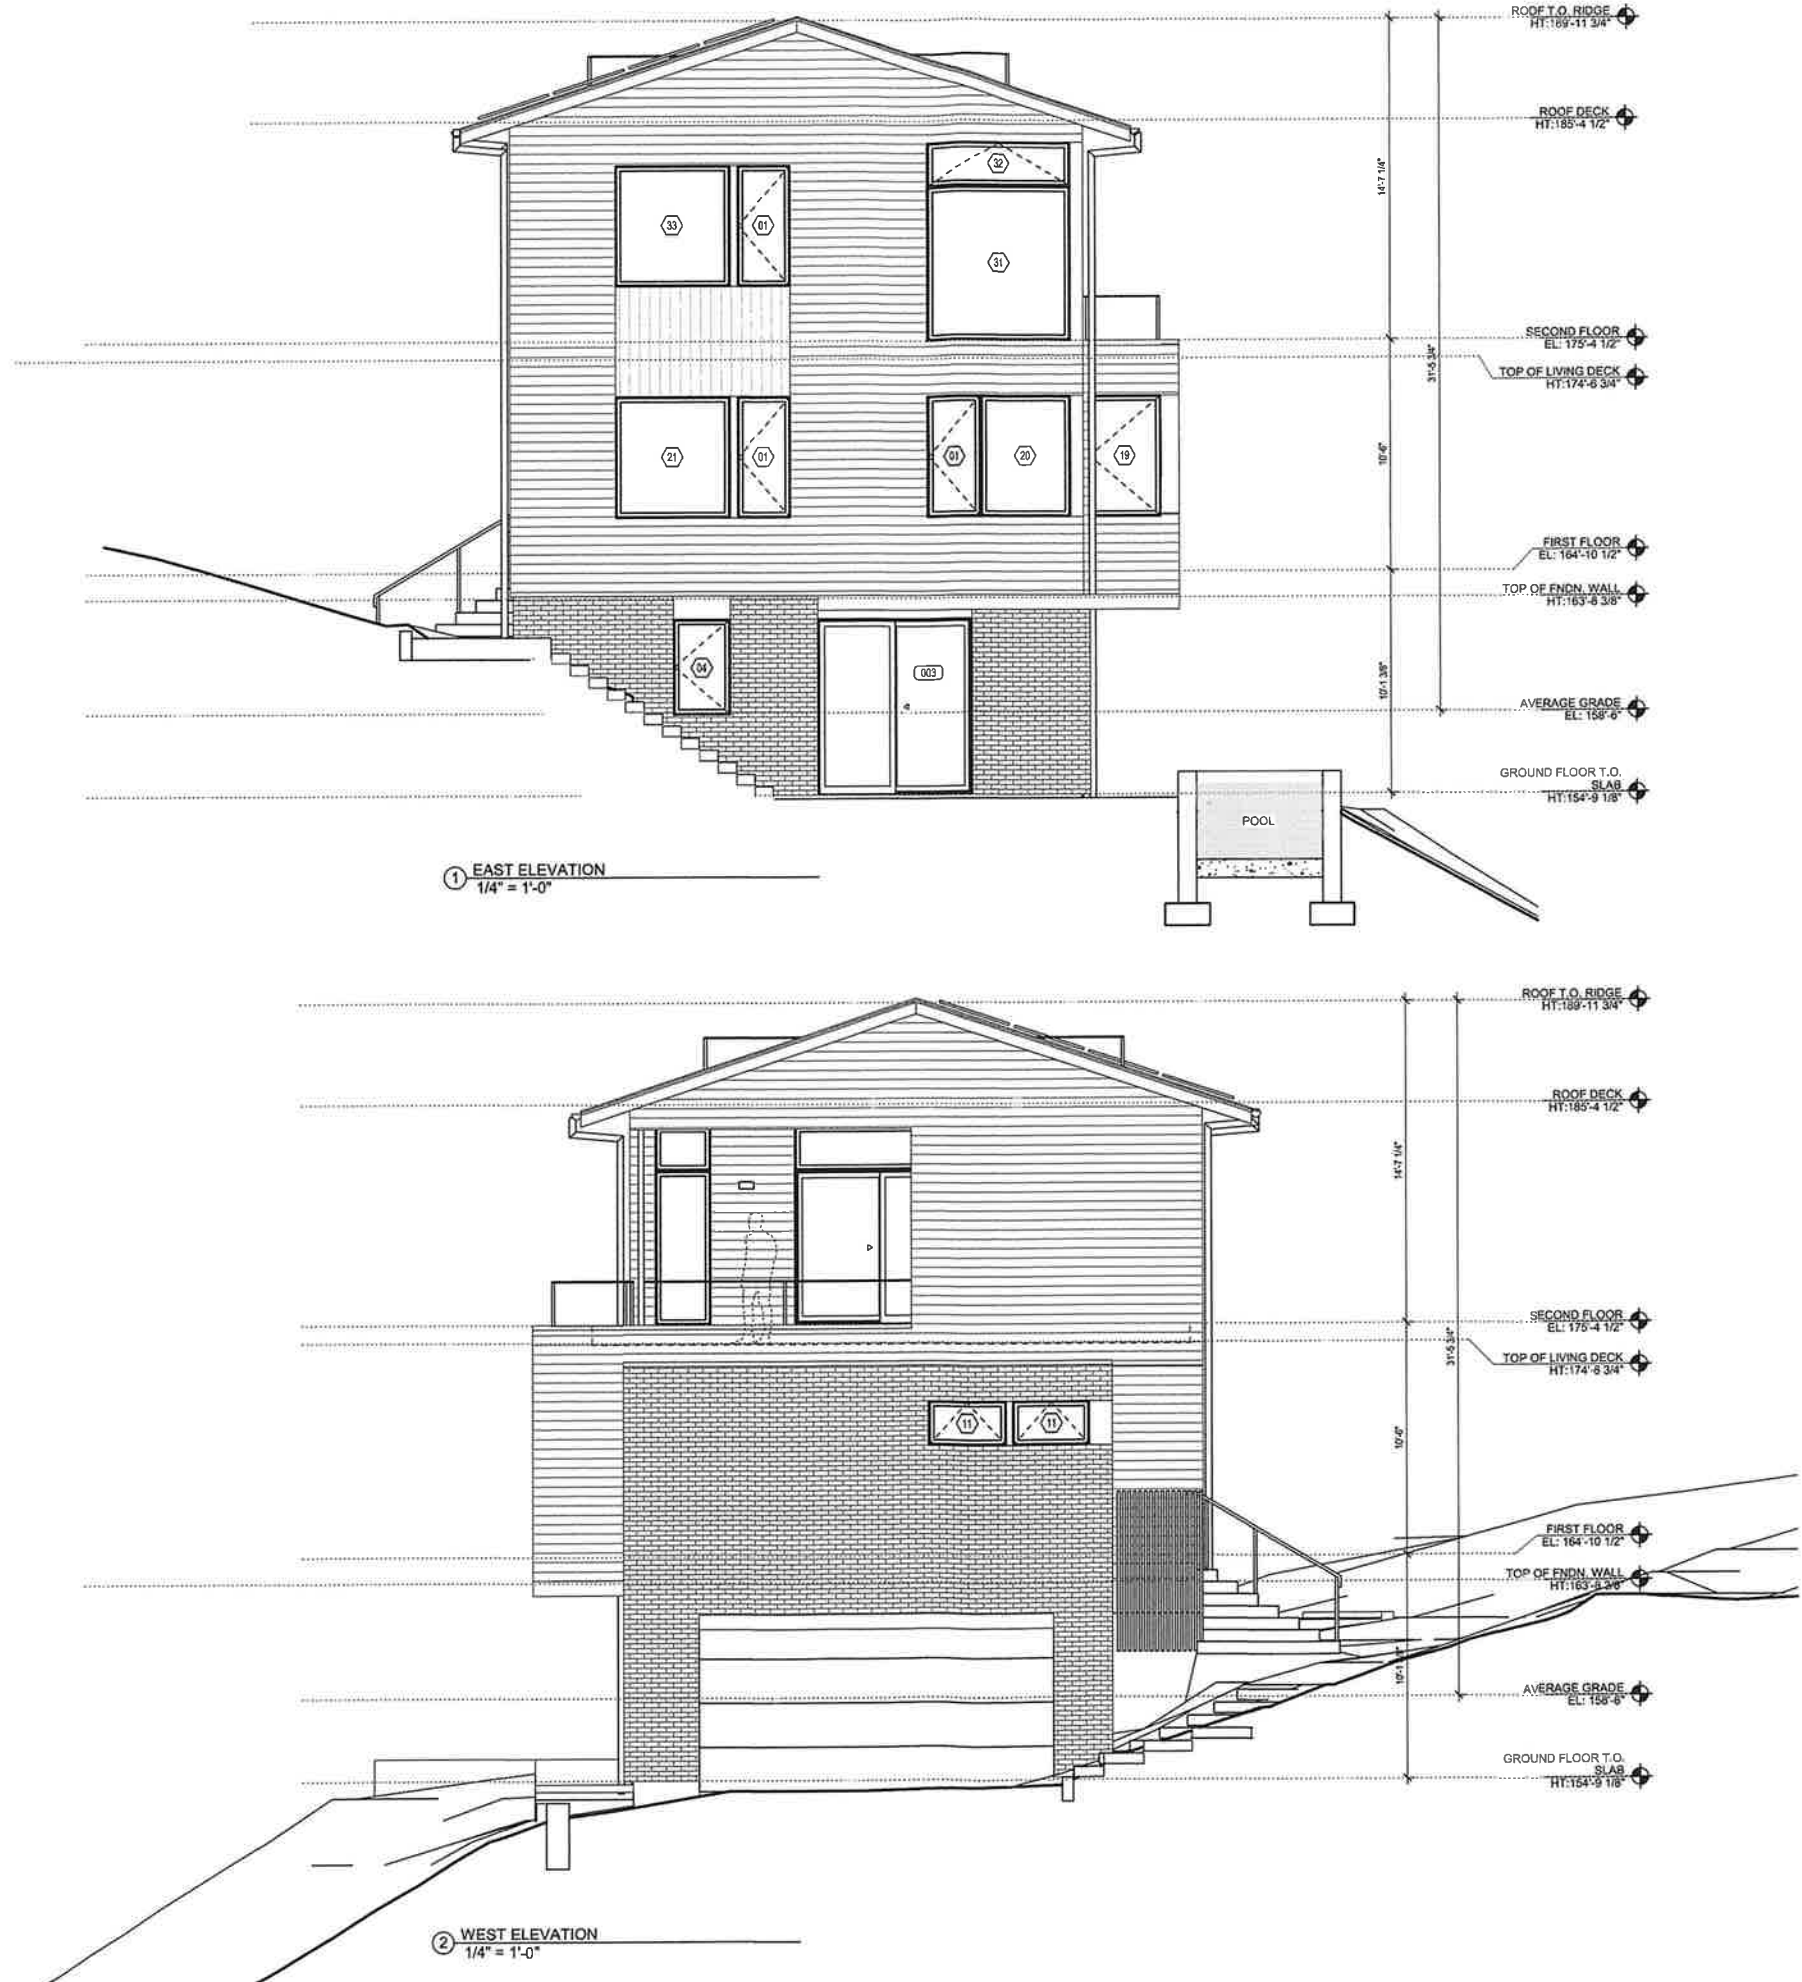 ROOF T.O. RIDGE
HT:189'-11 3/4"
ROOF DECK
HT:185'-4 1/2"
14'-7 1/4"
32
33
01
31
SECOND FLOOR
EL: 175'-4 1/2"
31'-5 3/4"
TOP OF LIVING DECK
HT:174'-6 3/4"
21
01
01
20
19
10'-6"
FIRST FLOOR
EL: 164'-10 1/2"
TOP OF FNDN. WALL
HT:163'-8 3/8"
04
003
10'-1 3/8"
AVERAGE GRADE
EL: 158'-6"
GROUND FLOOR T.O.
SLAB
HT:154'-9 1/8"
POOL
1 EAST ELEVATION
1/4" = 1'-0"
ROOF T.O. RIDGE
HT:189'-11 3/4"
ROOF DECK
HT:185'-4 1/2"
14'-7 1/4"
SECOND FLOOR
EL: 175'-4 1/2"
31'-5 3/4"
TOP OF LIVING DECK
HT:174'-6 3/4"
11
11
10'-6"
FIRST FLOOR
EL: 164'-10 1/2"
TOP OF FNDN. WALL
HT:163'-8 3/8"
AVERAGE GRADE
EL: 158'-6"
GROUND FLOOR T.O.
SLAB
HT:154'-9 1/8"
2 WEST ELEVATION
1/4" = 1'-0"